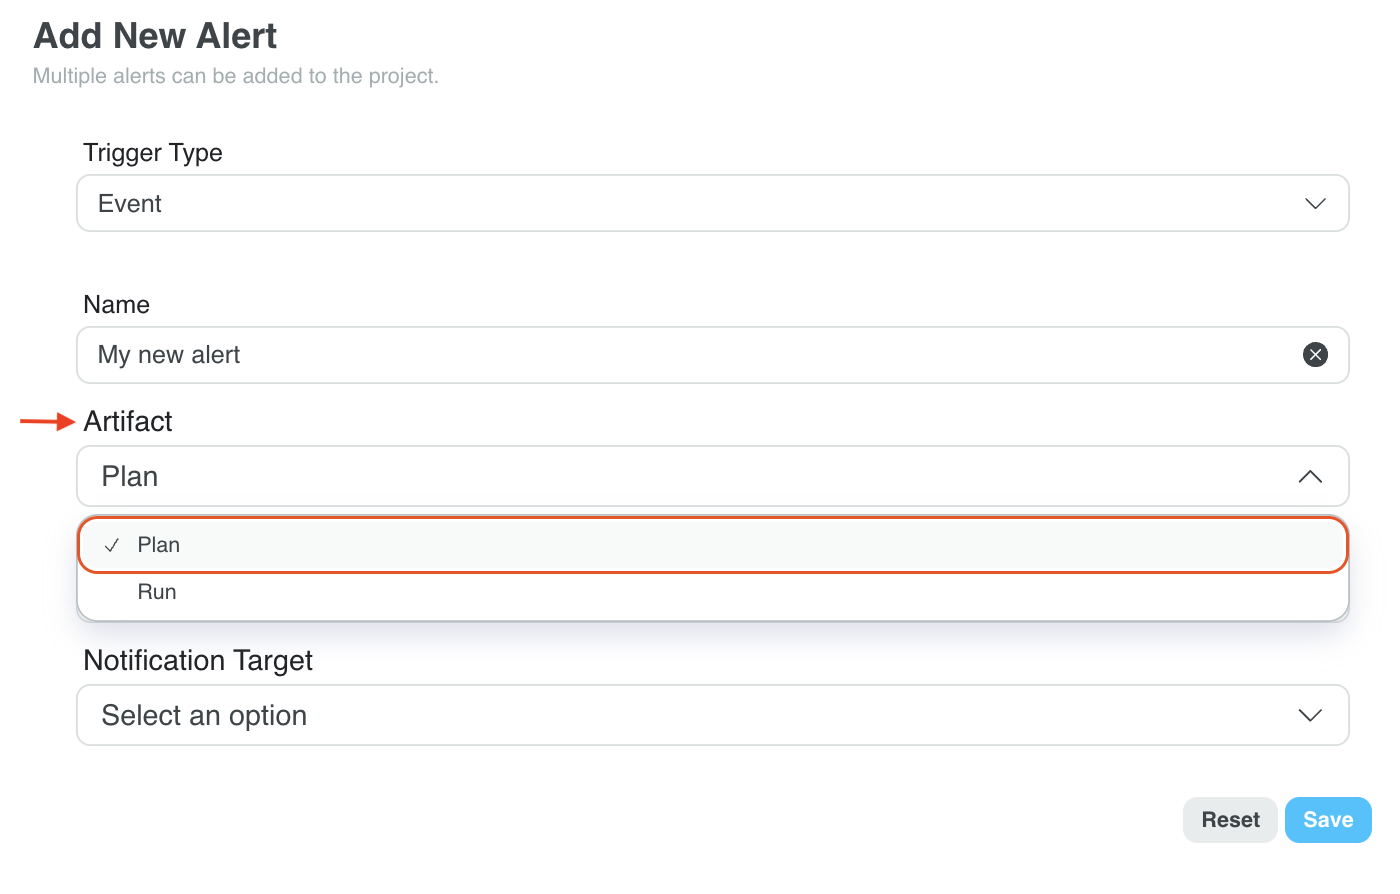 Add New Alert
Multiple alerts can be added to the project.
Trigger Type
Event
Name
My new alert
Artifact
Plan
Plan
Run
Notification Target
Select an option
Reset Save